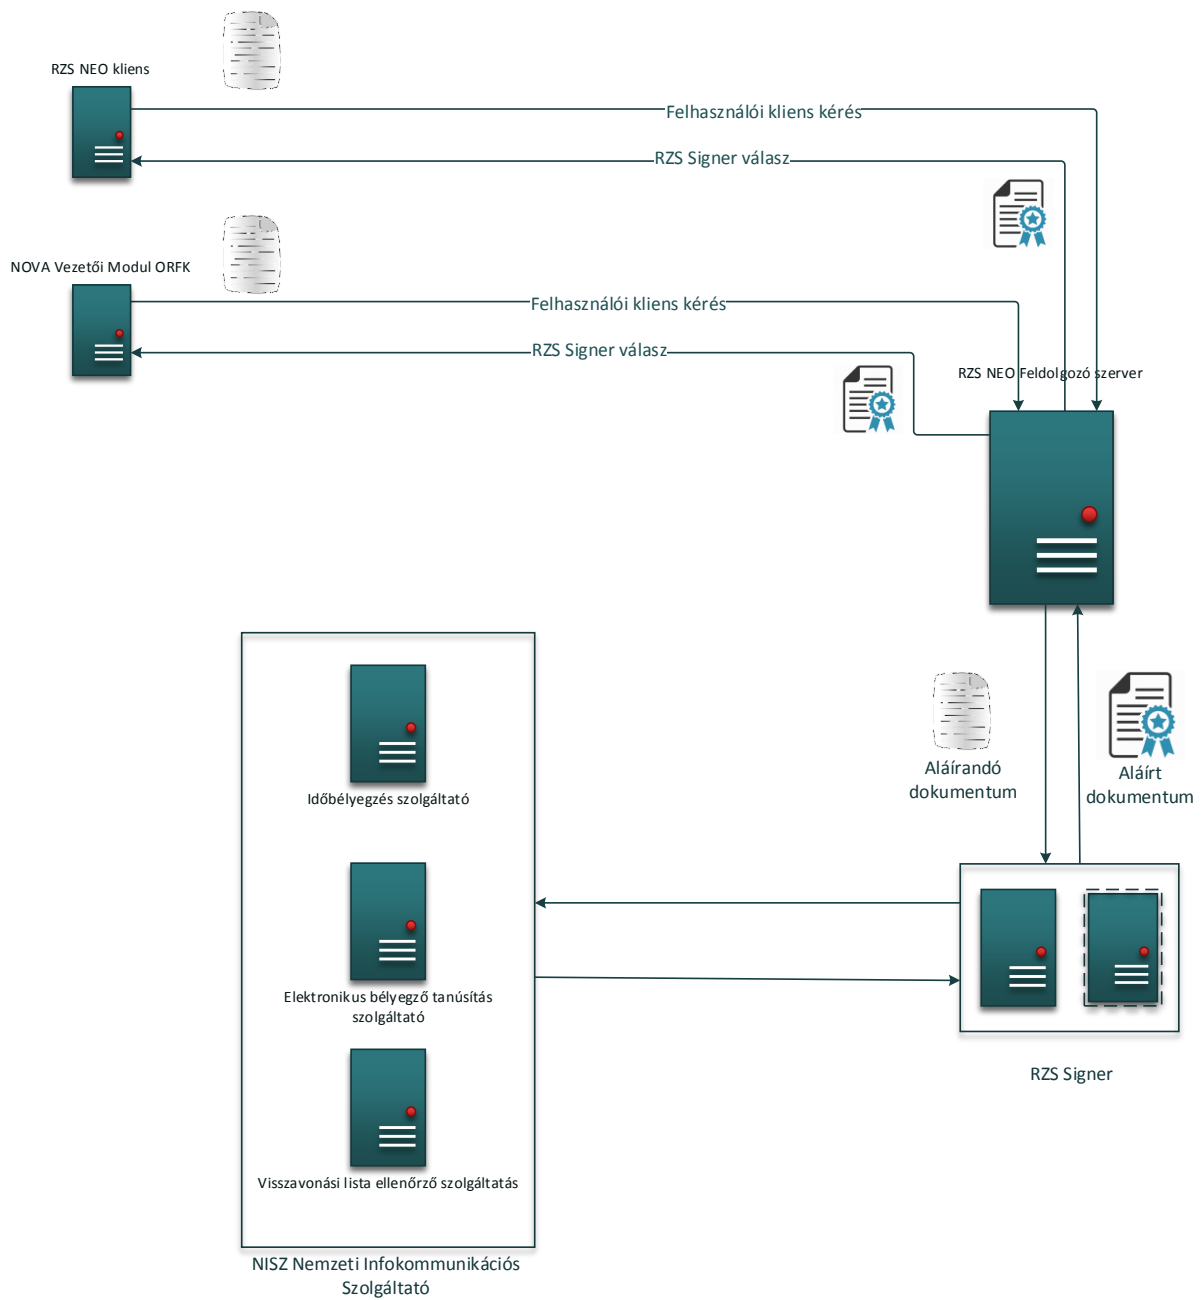 RZS NEO kliens
Felhasználói kliens kérés
RZS Signer válasz
NOVA Vezetői Modul ORFK
Felhasználói kliens kérés
RZS Signer válasz
RZS NEO Feldolgozó szerver
Aláírandó
dokumentum
Aláírt
dokumentum
Időbélyegzés szolgáltató
Elektronikus bélyegző tanúsítás
szolgáltató
RZS Signer
Visszavonási lista ellenőrző szolgáltatás
NISZ Nemzeti Infokommunikációs
Szolgáltató